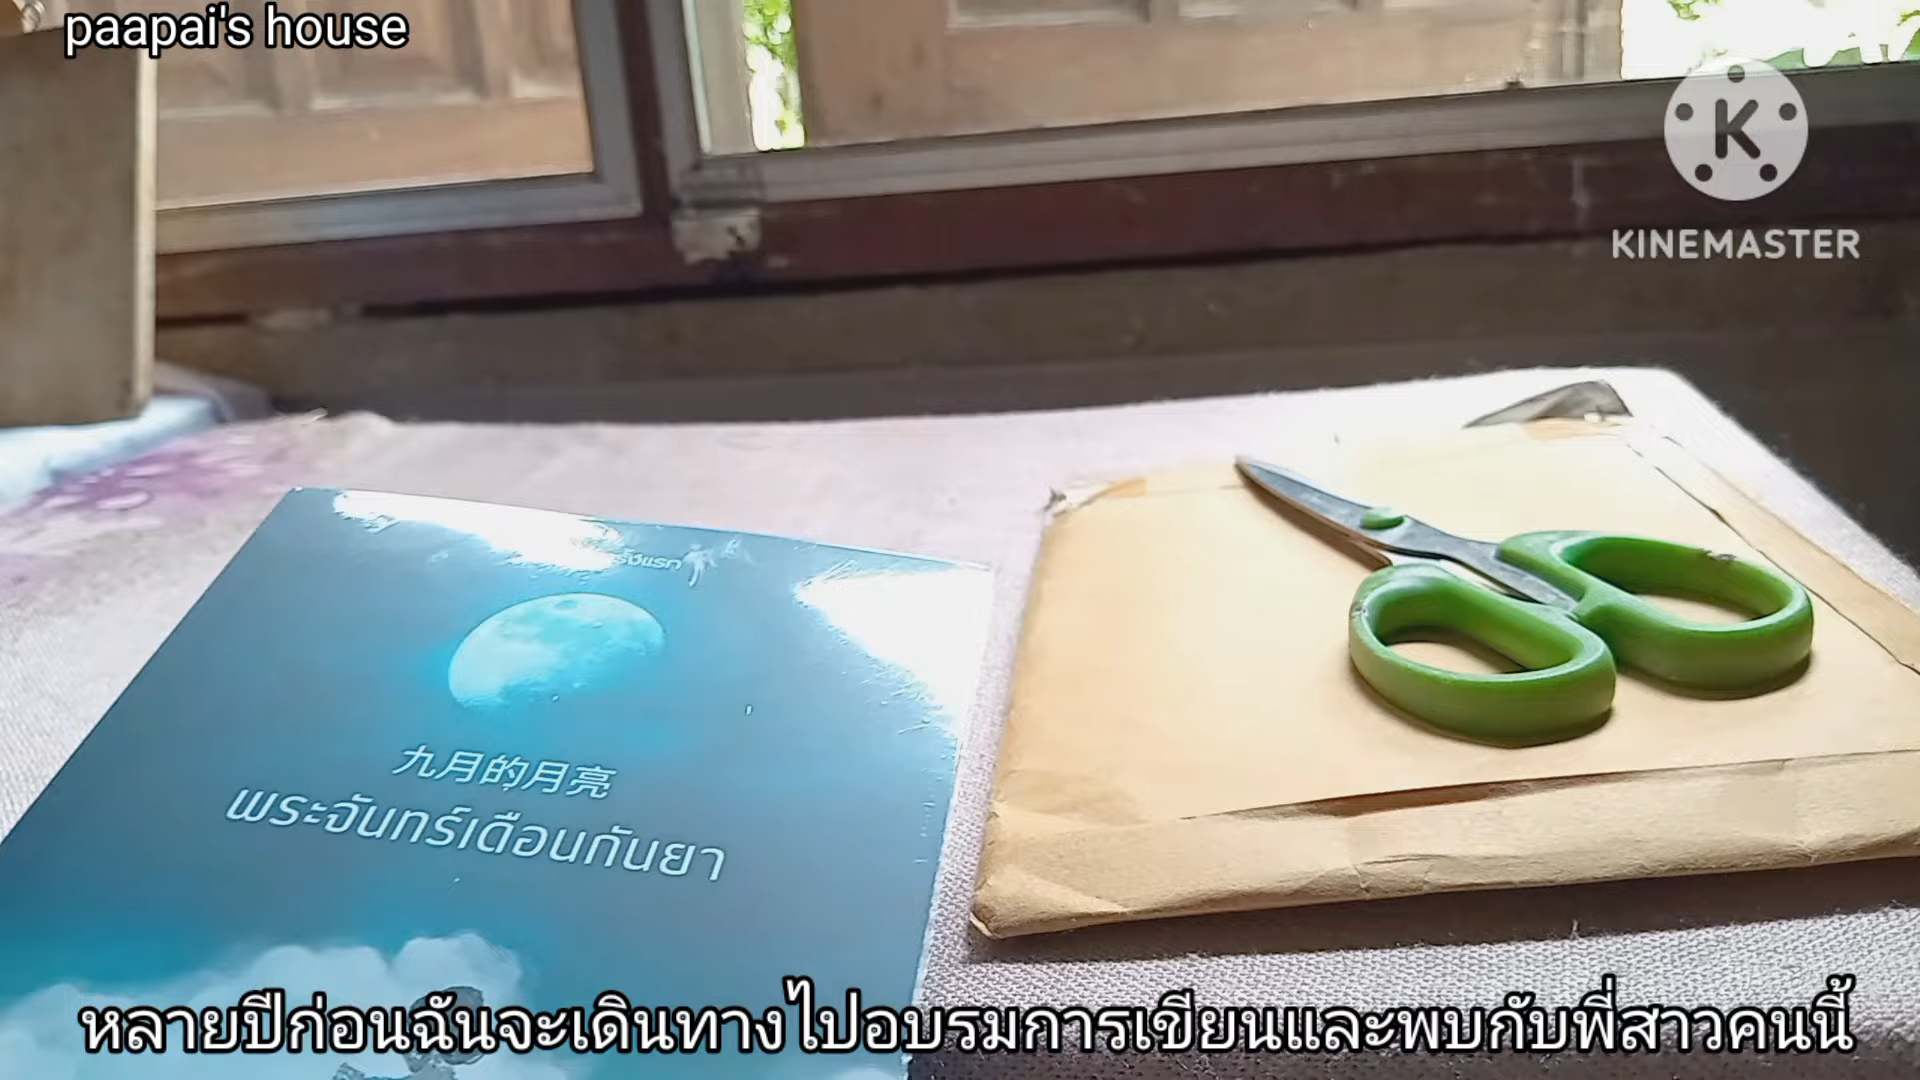 paapai's house
K
KINEMASTER
九月的月亮
พระจันทร์เดือนกันยา
หลายปีก่อนฉันจะเดินทางไปอบรมการเขียนและพบกับพี่สาวคนนี้